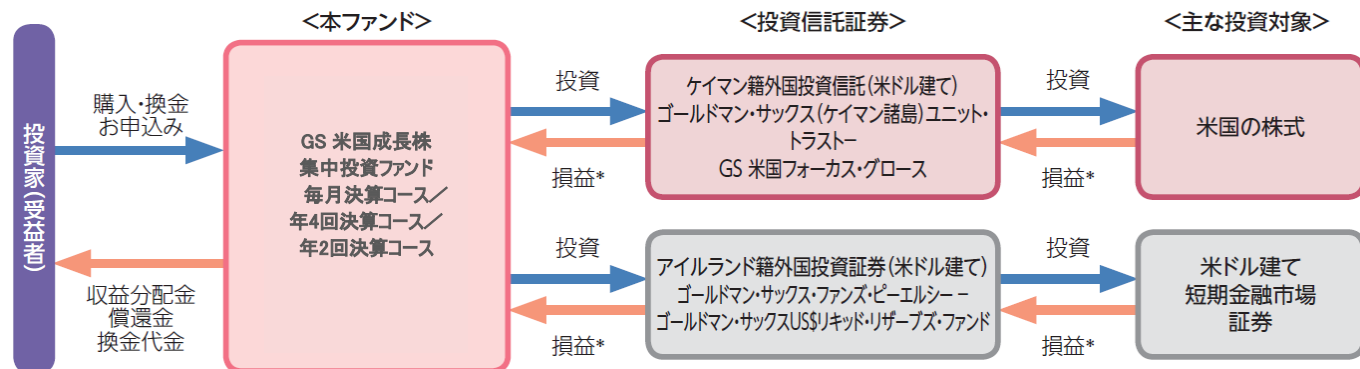 <本ファンド>
<投資信託証券>
<主な投資対象>
投資家(受益者)
購入・換金
お申込み
収益分配金
償還金
換金代金
GS 米国成長株
集中投資ファンド
毎月決算コース/
年4回決算コース/
年2回決算コース
投資
損益*
ケイマン籍外国投資信託(米ドル建て)
ゴールドマン・サックス(ケイマン諸島)ユニット・
トラストー
GS 米国フォーカス・グロース
投資
損益*
米国の株式
投資
損益*
アイルランド籍外国投資証券(米ドル建て)
ゴールドマン・サックス・ファンズ・ピーエルシー −
ゴールドマン・サックスUS$リキッド・リザーブズ・ファンド
投資
損益*
米ドル建て
短期金融市場
証券